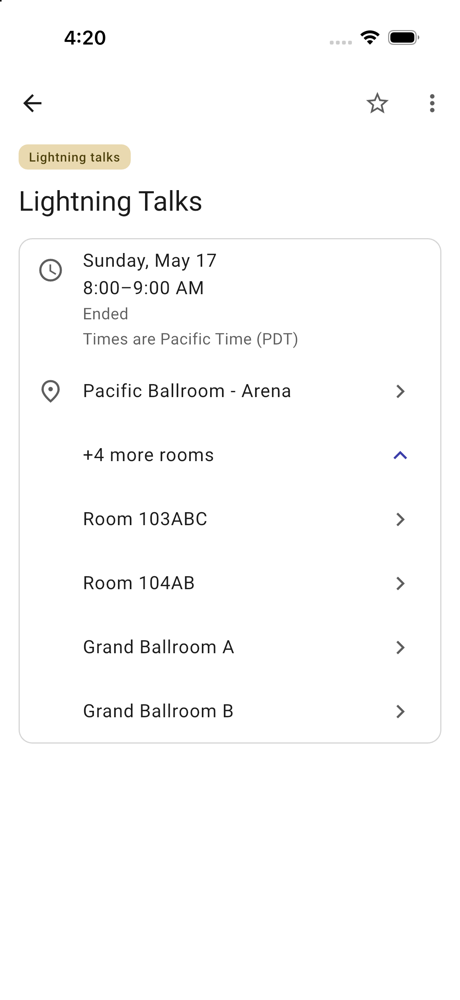 4:20
Lightning talks
Lightning Talks
Sunday, May 17
8:00–9:00 AM
Ended
Times are Pacific Time (PDT)
Pacific Ballroom - Arena
+4 more rooms
Room 103ABC
Room 104AB
Grand Ballroom A
Grand Ballroom B